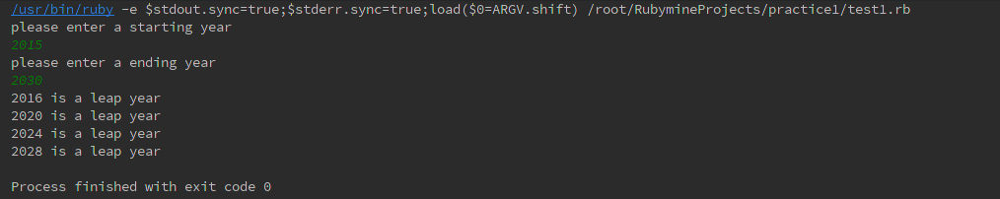 /usr/bin/ruby -e $stdout.sync=true;$stderr.sync=true;load($0=ARGV.shift) /root/RubymineProjects/practice1/test1.rb
please enter a starting year
2015
please enter a ending year
2030
2016 is a leap year
2020 is a leap year
2024 is a leap year
2028 is a leap year
Process finished with exit code 0